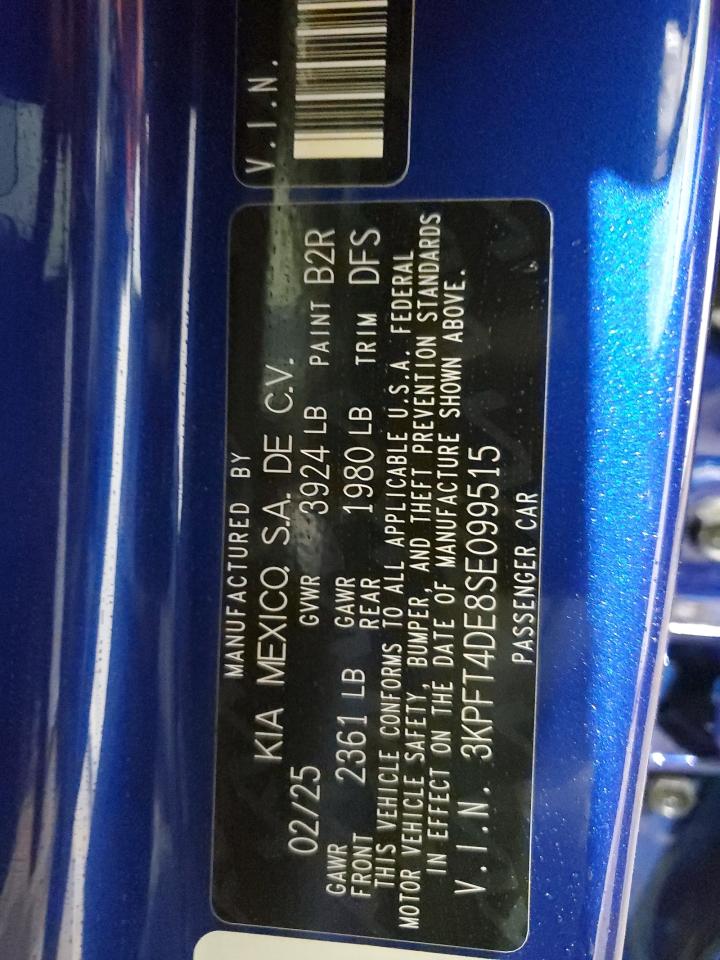 MANUFACTURED BY
KIA MEXICO, S.A. DE C.V.
02/25 GVWR 3924 LB PAINT B2R
GAWR FRONT 2361 LB GAWR REAR 1980 LB TRIM DFS
THIS VEHICLE CONFORMS TO ALL APPLICABLE U.S.A. FEDERAL
MOTOR VEHICLE SAFETY, BUMPER, AND THEFT PREVENTION STANDARDS
IN EFFECT ON THE DATE OF MANUFACTURE SHOWN ABOVE.
V.I.N. 3KPFT4DE8SE099515
PASSENGER CAR
V.I.N.